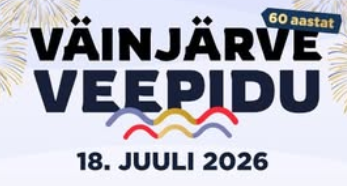 60 aastat
VÄINJÄRVE
VEEPIDU
18. JUULI 2026